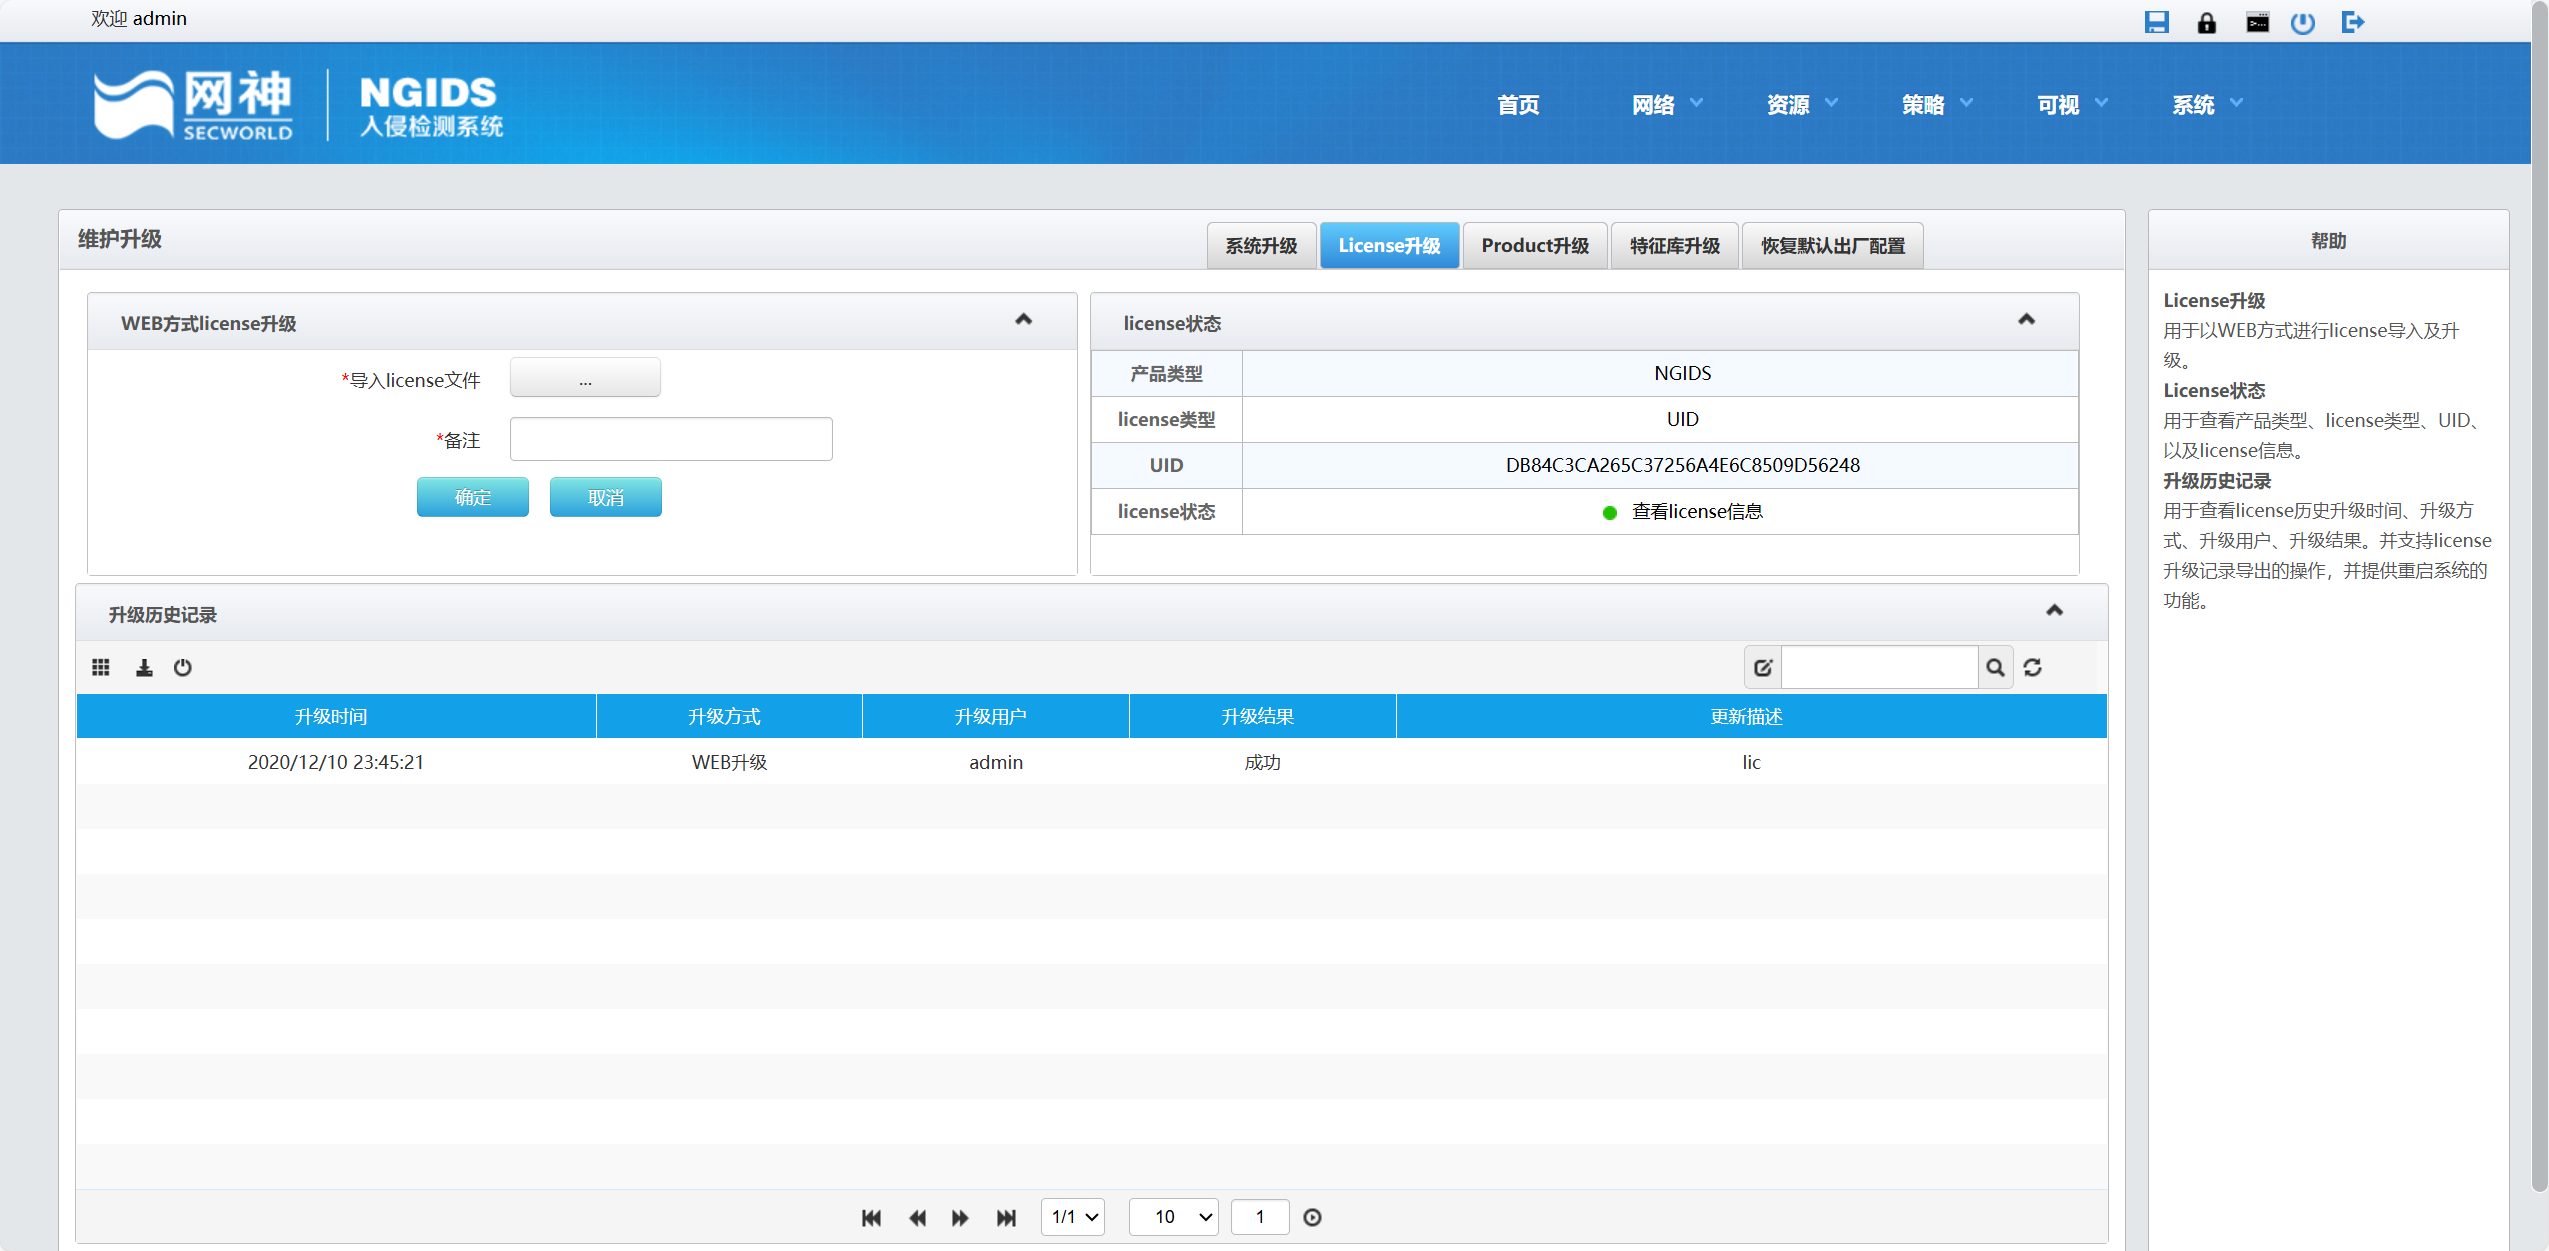 欢迎 admin
网神
SECWORLD
NGIDS
入侵检测系统
首页 网络 资源 策略 可视 系统
维护升级
系统升级 License升级 Product升级 特征库升级 恢复默认出厂配置
WEB方式license升级
*导入license文件 ...
*备注
确定 取消
license状态
产品类型 NGIDS
license类型 UID
UID DB84C3CA265C37256A4E6C8509D56248
license状态 查看license信息
升级历史记录
升级时间 升级方式 升级用户 升级结果 更新描述
2020/12/10 23:45:21 WEB升级 admin 成功 lic
1/1 10 1
帮助
License升级
用于以WEB方式进行license导入及升
级。
License状态
用于查看产品类型、license类型、UID、
以及license信息。
升级历史记录
用于查看license历史升级时间、升级方
式、升级用户、升级结果。并支持license
升级记录导出的操作，并提供重启系统的
功能。